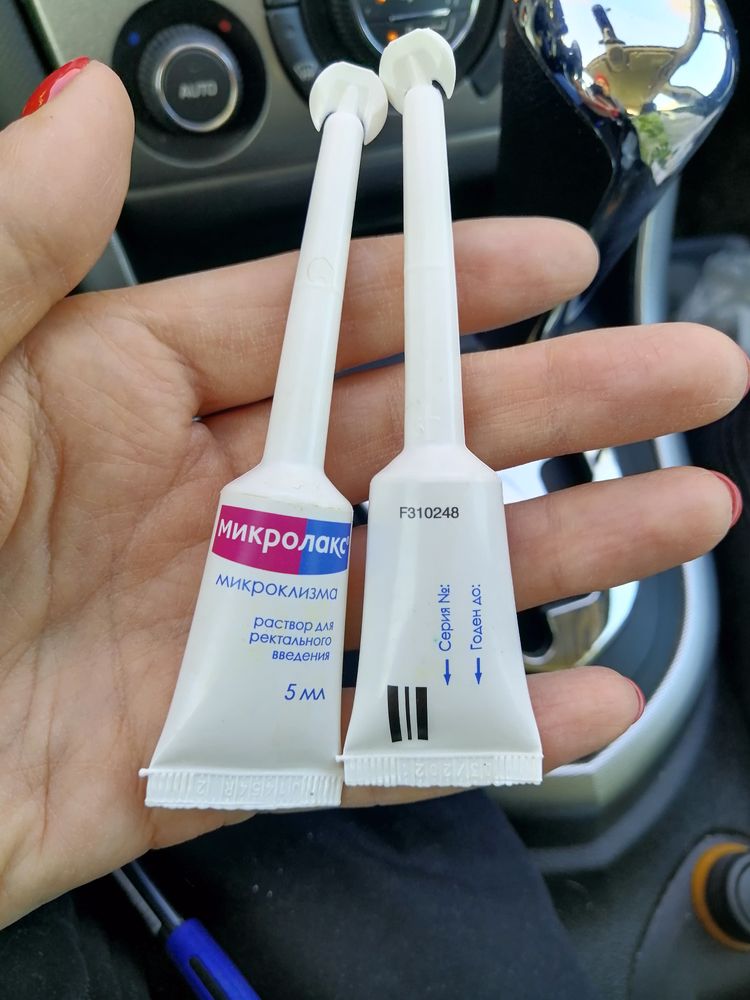 AUTO
микролакс®
микроклизма
раствор для
ректального
введения
5 мл
F310248
Серия №:
Годен до: